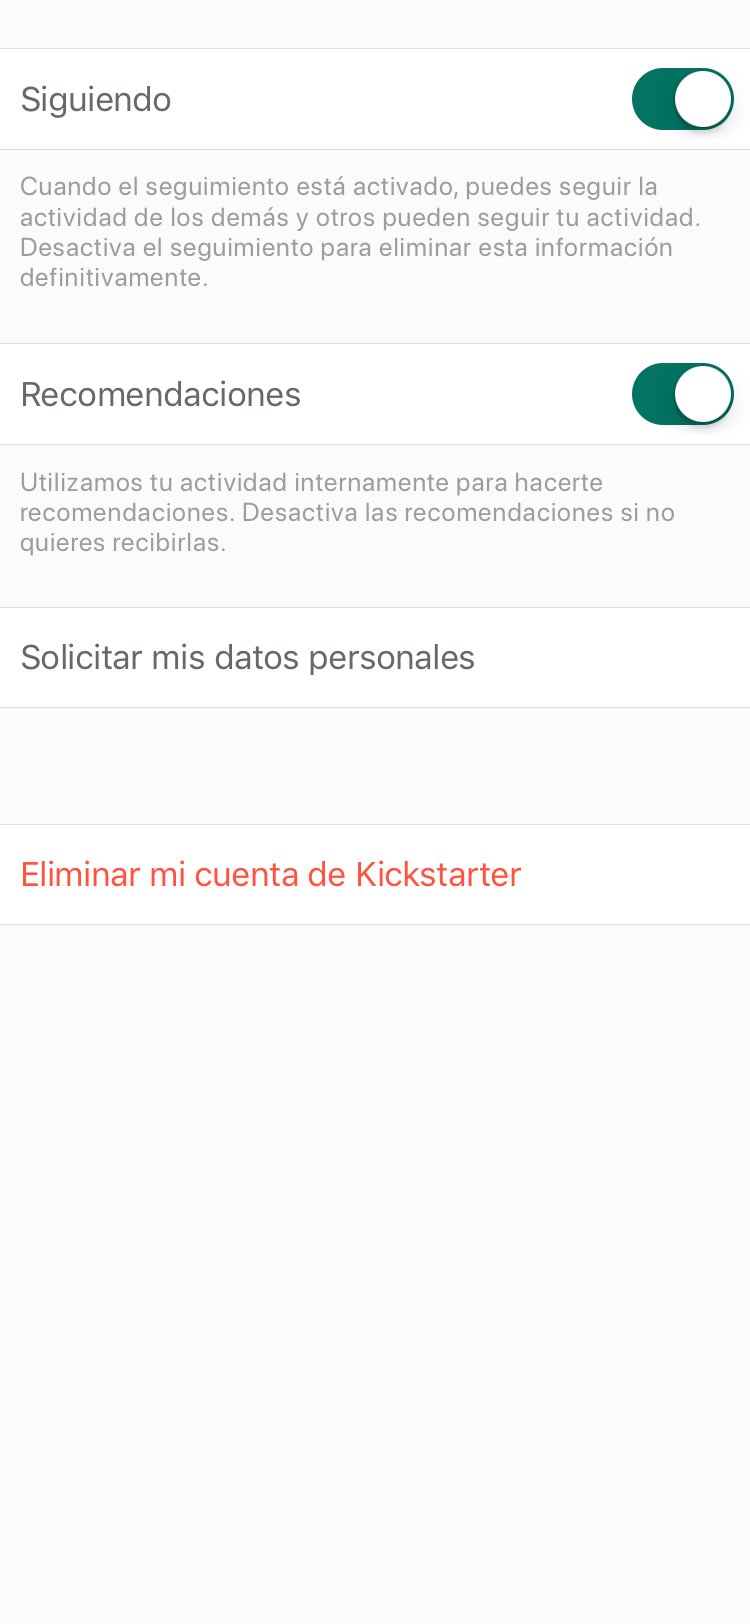 Siguiendo
Cuando el seguimiento está activado, puedes seguir la
actividad de los demás y otros pueden seguir tu actividad.
Desactiva el seguimiento para eliminar esta información
definitivamente.
Recomendaciones
Utilizamos tu actividad internamente para hacerte
recomendaciones. Desactiva las recomendaciones si no
quieres recibirlas.
Solicitar mis datos personales
Eliminar mi cuenta de Kickstarter